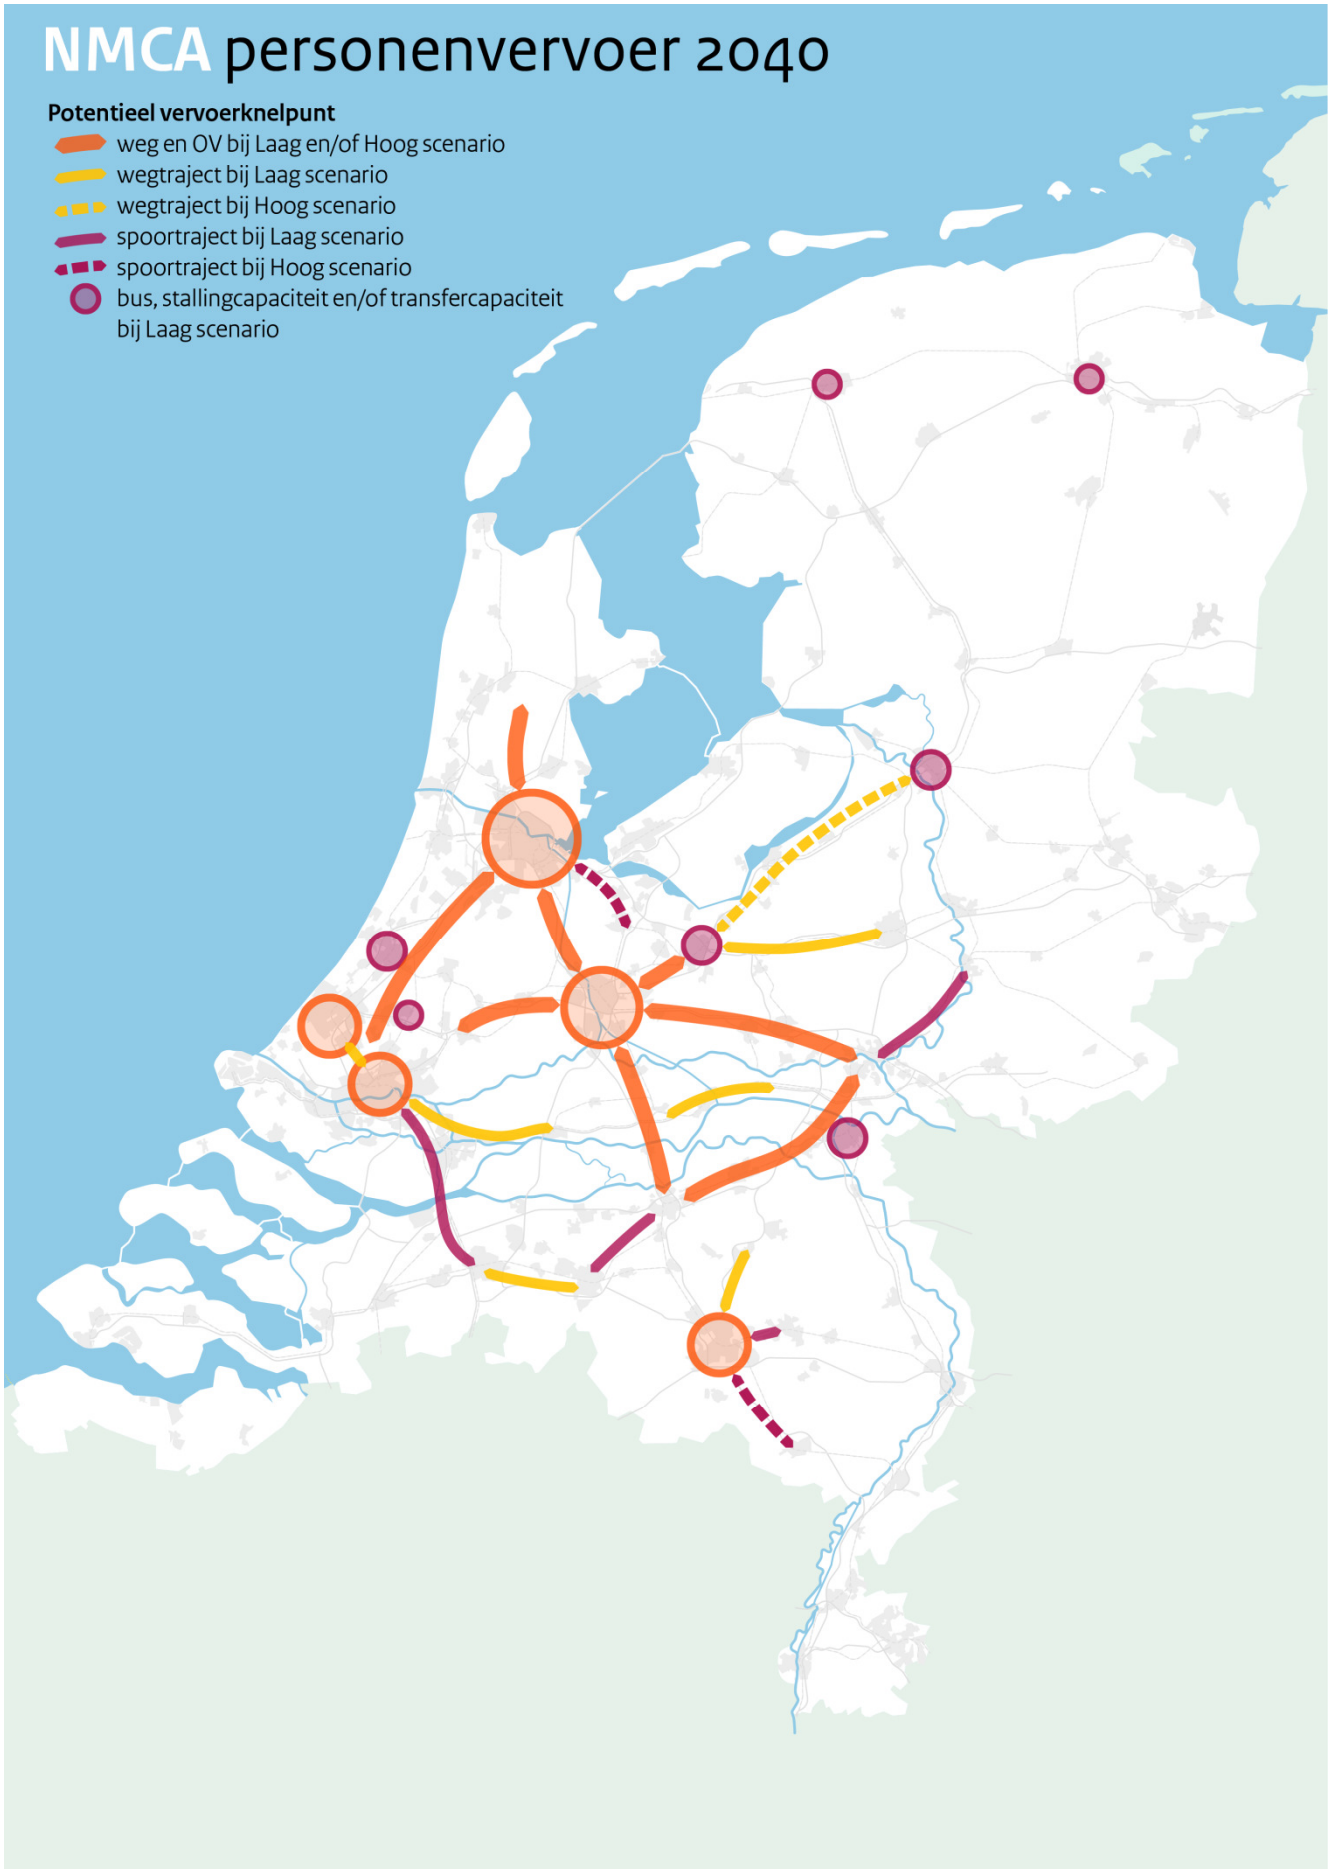 NMCA personenvervoer 2040
Potentieel vervoerknelpunt
weg en OV bij Laag en/of Hoog scenario
wegtraject bij Laag scenario
wegtraject bij Hoog scenario
spoortraject bij Laag scenario
spoortraject bij Hoog scenario
bus, stallingcapaciteit en/of transfercapaciteit
bij Laag scenario